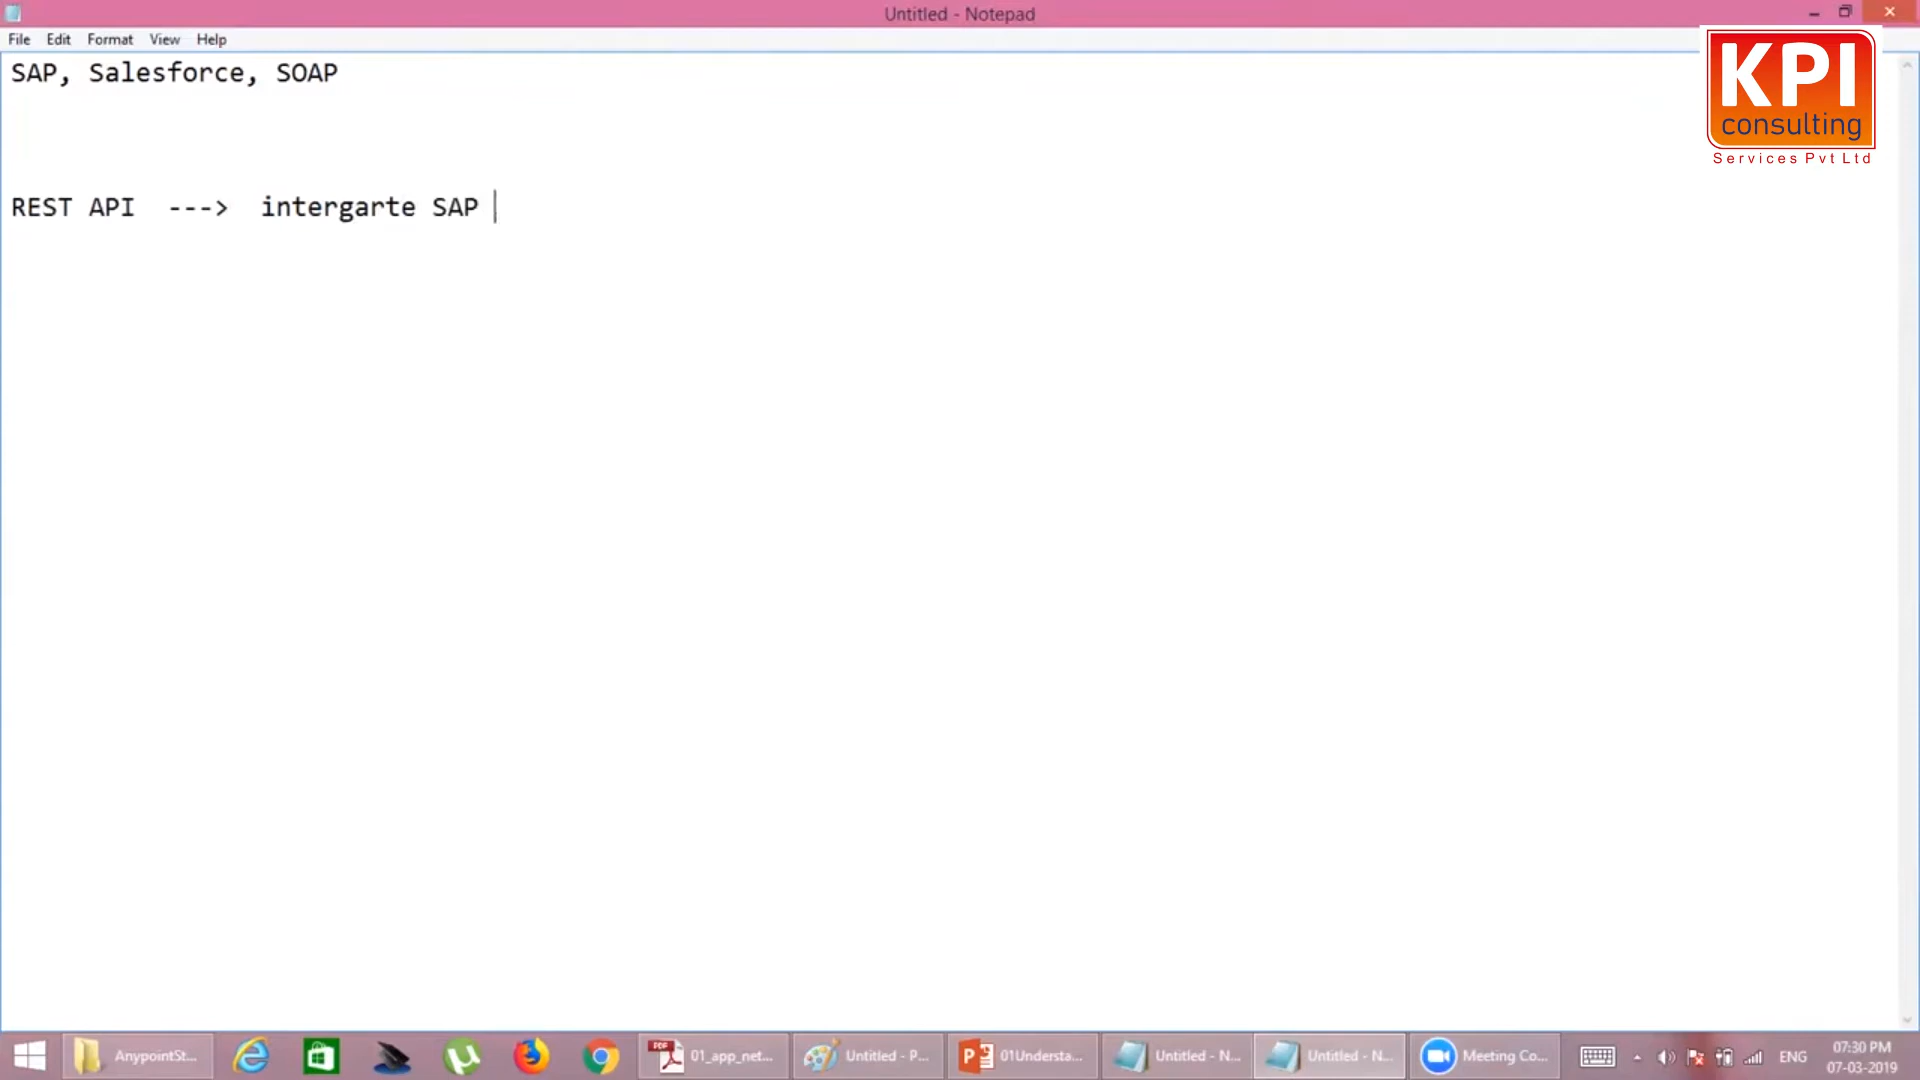 Untitled - Notepad
File Edit Format View Help
SAP, Salesforce, SOAP
REST API ---> intergarte SAP
KPI
consulting
Services Pvt Ltd
AnypointSt... 01_app_net... Untitled - P... 01Understa... Untitled - N... Untitled - N... Meeting Co... ENG 07:30 PM
07-03-2019